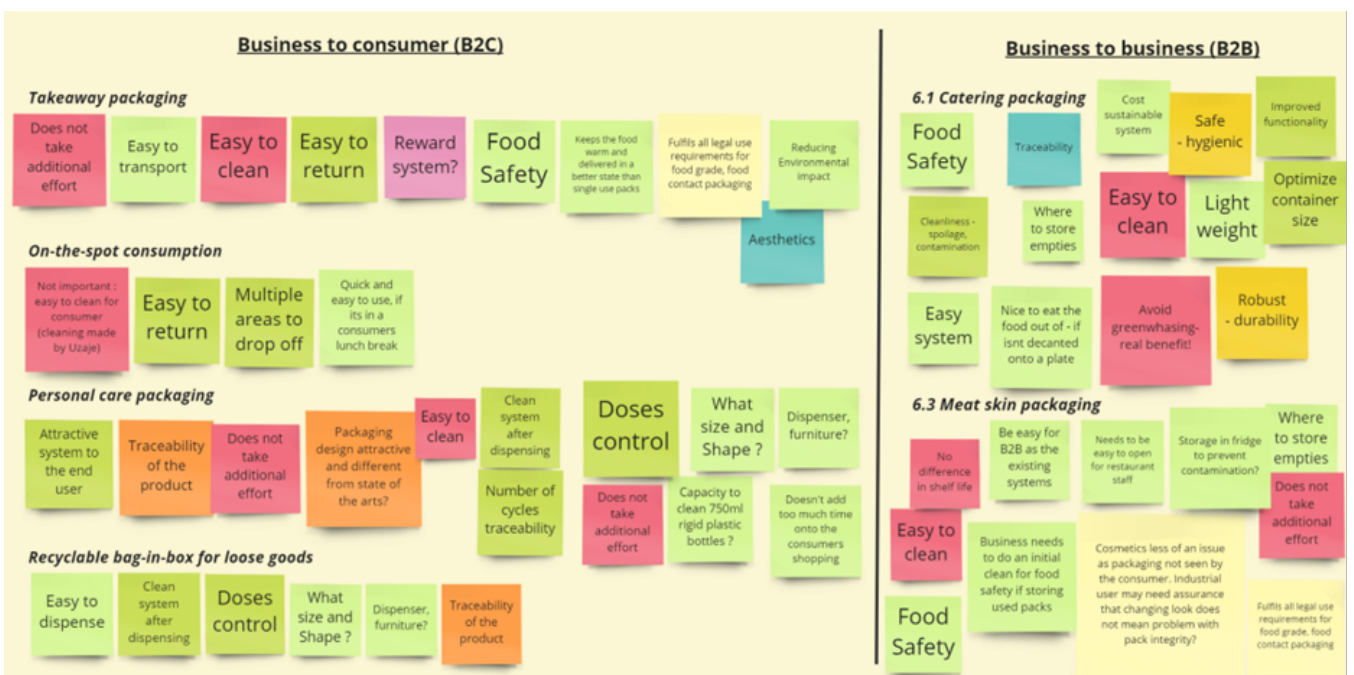 Business to consumer (B2C)
Takeaway packaging
Does not
take
additional
effort
Easy to
transport
Easy to
clean
Easy to
return
Reward
system?
Food
Safety
Keeps the food
warm and
delivered in a
better state than
single use packs
Fulfils all legal use
requirements for
food grade, food
contact packaging
Reducing
Environmental
impact
Aesthetics
On-the-spot consumption
Not important :
easy to clean for
consumer
(cleaning made
by Uzaje)
Easy to
return
Multiple
areas to
drop off
Quick and
easy to use, if
its in a
consumers
lunch break
Personal care packaging
Attractive
system to
the end
user
Traceability
of the
product
Does not
take
additional
effort
Packaging
design attractive
and different
from state of
the arts?
Easy to
clean
Clean
system
after
dispensing
Number of
cycles
traceability
Doses
control
What
size and
Shape ?
Dispenser,
furniture?
Does not
take
additional
effort
Capacity to
clean 750ml
rigid plastic
bottles ?
Doesn't add
too much time
onto the
consumers
shopping
Recyclable bag-in-box for loose goods
Easy to
dispense
Clean
system
after
dispensing
Doses
control
What
size and
Shape ?
Dispenser,
furniture?
Traceability
of the
product
Business to business (B2B)
6.1 Catering packaging
Food
Safety
Traceability
Cost
sustainable
system
Safe
- hygienic
Improved
functionality
Cleanliness -
spoilage,
contamination
Where
to store
empties
Easy to
clean
Light
weight
Optimize
container
size
Easy
system
Nice to eat the
food out of - if
isnt decanted
onto a plate
Avoid
greenwhasing-
real benefit!
Robust
- durability
6.3 Meat skin packaging
No
difference
in shelf life
Be easy for
B2B as the
existing
systems
Needs to be
easy to open
for restaurant
staff
Storage in fridge
to prevent
contamination?
Where
to store
empties
Does not
take
additional
effort
Easy to
clean
Business needs
to do an initial
clean for food
safety if storing
used packs
Cosmetics less of an issue
as packaging not seen by
the consumer. Industrial
user may need assurance
that changing look does
not mean problem with
pack integrity?
Food
Safety
Fulfils all legal use
requirements for
food grade, food
contact packaging